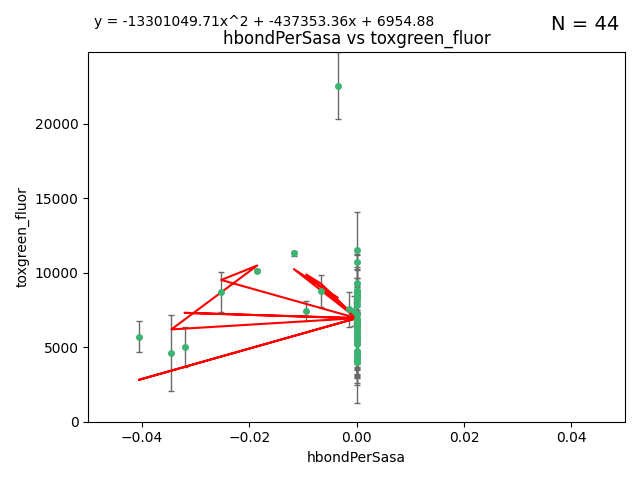 y = -13301049.71x^2 + -437353.36x + 6954.88
N = 44
hbondPerSasa vs toxgreen_fluor
toxgreen_fluor
20000
15000
10000
5000
0
−0.04
−0.02
0.00
0.02
0.04
hbondPerSasa